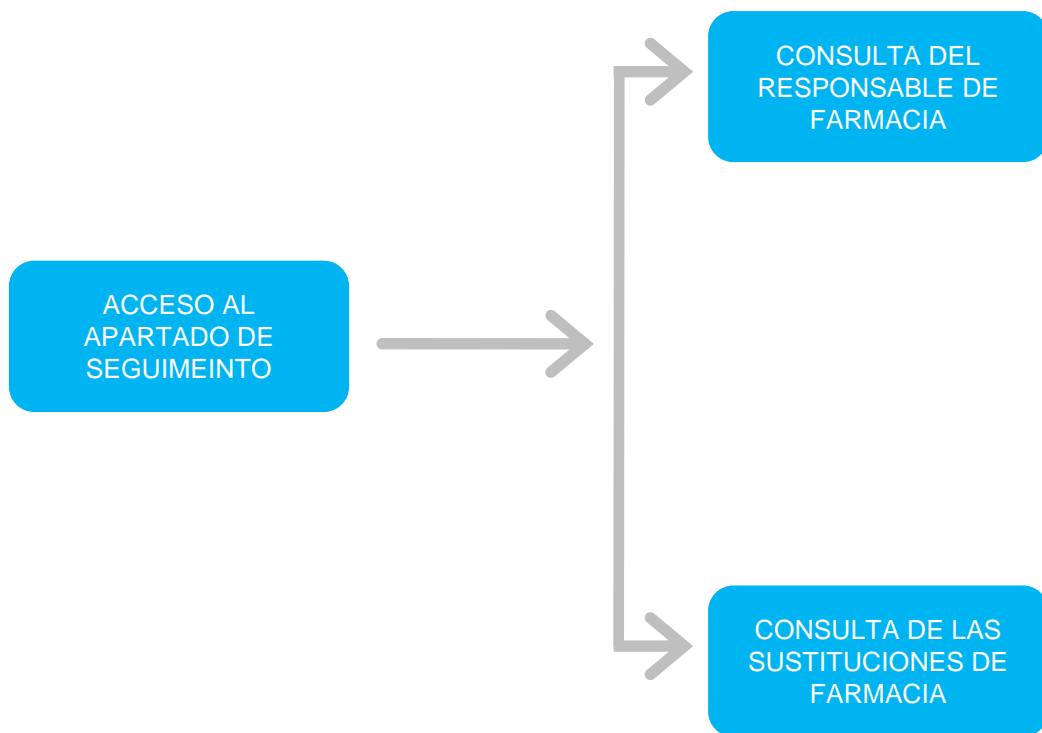 CONSULTA DEL
RESPONSABLE DE
FARMACIA
ACCESO AL
APARTADO DE
SEGUIMEINTO
CONSULTA DE LAS
SUSTITUCIONES DE
FARMACIA